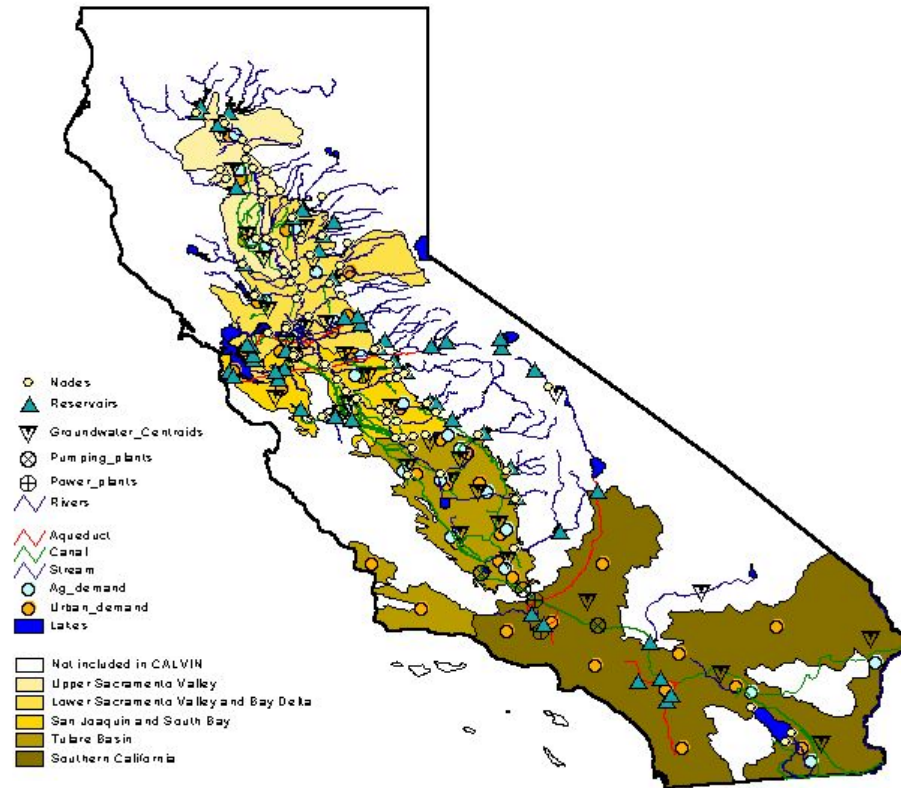 Nodes
Reservoirs
Groundwater_Centroids
Pumping_plants
Power_plants
Rivers
Aqueduct
Canal
Stream
Ag_demand
Urban_demand
Lakes
Not included in CALVIN
Upper Sacramento Valley
Lower Sacramento Valley and Bay Delta
San Joaquin and South Bay
Tulare Basin
Southern California